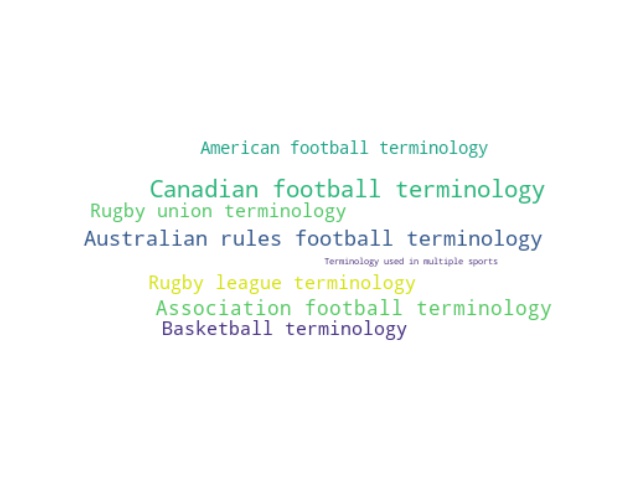 American football terminology
Canadian football terminology
Rugby union terminology
Australian rules football terminology
Terminology used in multiple sports
Rugby league terminology
Association football terminology
Basketball terminology